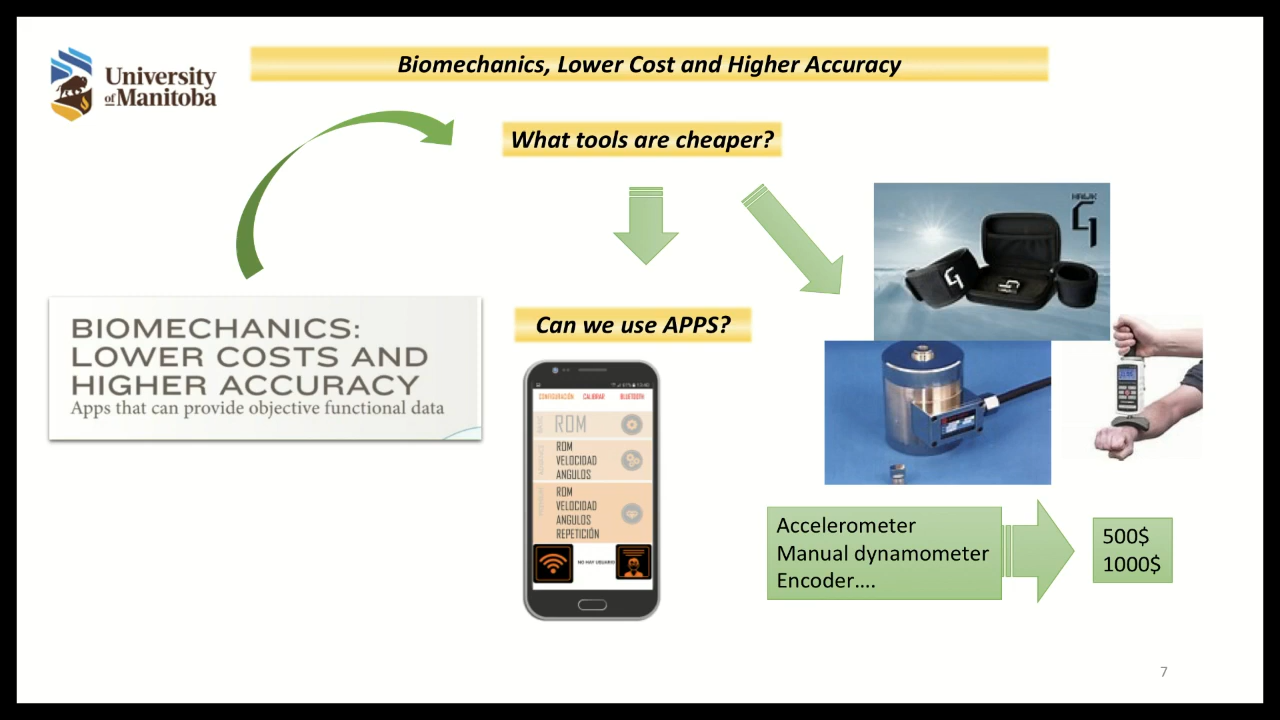 University
of Manitoba
Biomechanics, Lower Cost and Higher Accuracy
What tools are cheaper?
BIOMECHANICS:
LOWER COSTS AND
HIGHER ACCURACY
Apps that can provide objective functional data
Can we use APPS?
CONFIGURACIÓN CALIBRAR BLUETOOTH
ROM
ROM
VELOCIDAD
ANGULOS
ROM
VELOCIDAD
ANGULOS
REPETICIÓN
NO HAY USUARIO
HAWK
Accelerometer
Manual dynamometer
Encoder....
500$
1000$
7